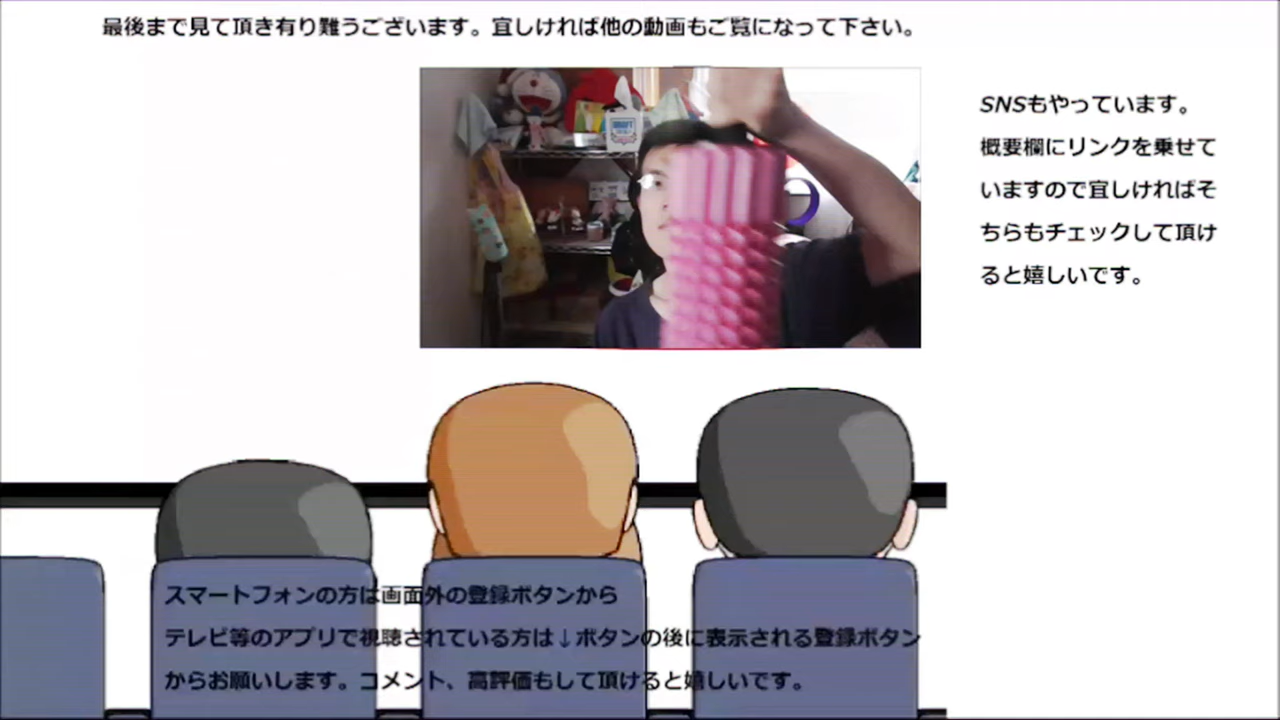 最後まで見て頂き有り難うございます。宜しければ他の動画もご覧になって下さい。
SNSもやっています。
概要欄にリンクを乗せて
いますので宜しければそ
ちらもチェックして頂け
ると嬉しいです。
スマートフォンの方は画面外の登録ボタンから
テレビ等のアプリで視聴されている方は↓ボタンの後に表示される登録ボタン
からお願いします。コメント、高評価もして頂けると嬉しいです。